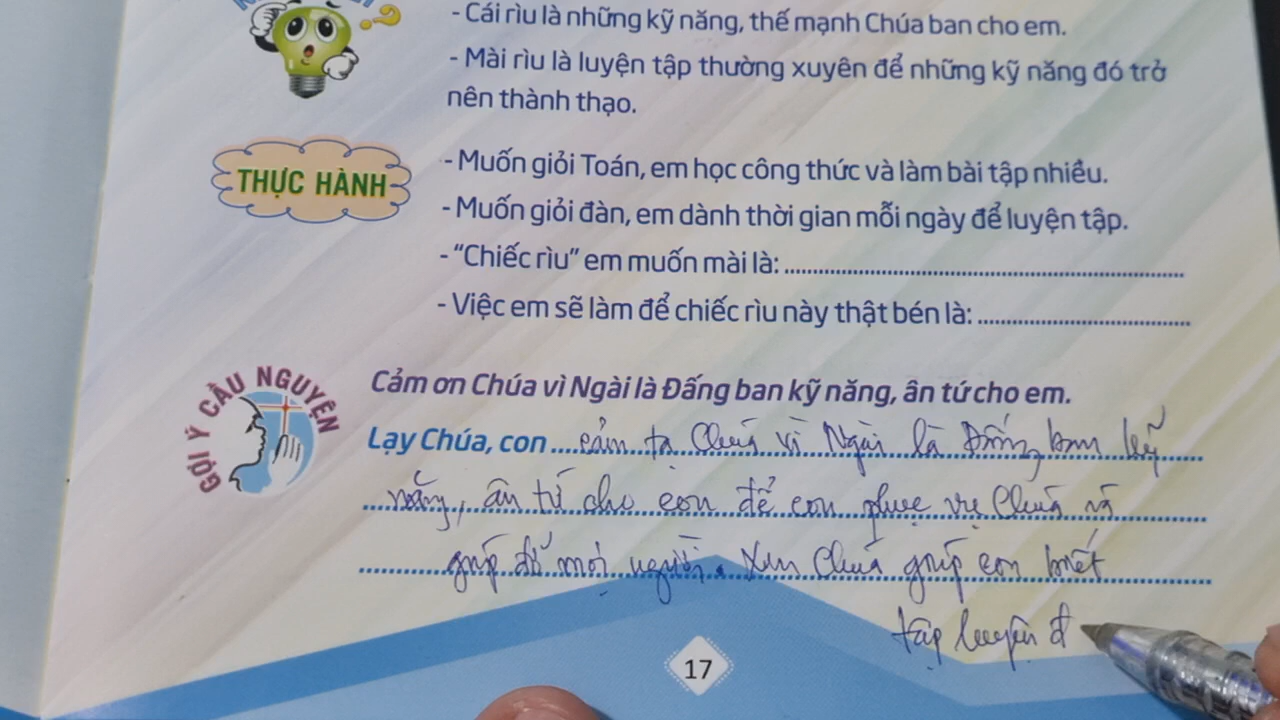 - Cái rìu là những kỹ năng, thế mạnh Chúa ban cho em.
- Mài rìu là luyện tập thường xuyên để những kỹ năng đó trở
nên thành thạo.
THỰC HÀNH
- Muốn giỏi Toán, em học công thức và làm bài tập nhiều.
- Muốn giỏi đàn, em dành thời gian mỗi ngày để luyện tập.
- “Chiếc rìu” em muốn mài là: ........................................
- Việc em sẽ làm để chiếc rìu này thật bén là: ........................
GỢI Ý CẦU NGUYỆN
Cảm ơn Chúa vì Ngài là Đấng ban kỹ năng, ân tứ cho em.
Lạy Chúa, con cảm tạ Chúa vì Ngài là Đấng ban kỹ
năng, ân tứ cho con để con phục vụ Chúa và
giúp đỡ mọi người. Xin Chúa giúp con biết
tập luyện đ
17